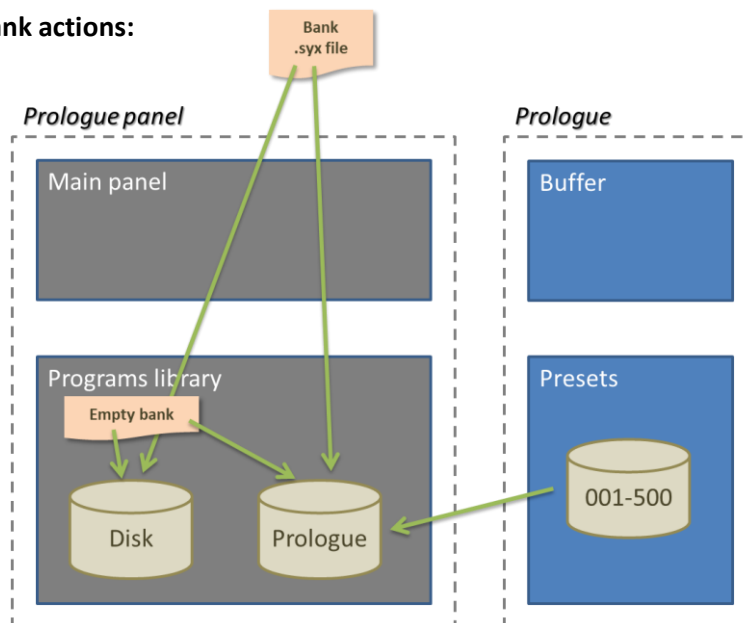 nk actions:
Bank
.syx file
Prologue panel
Prologue
Main panel
Buffer
Programs library
Presets
Empty bank
001-500
Disk
Prologue